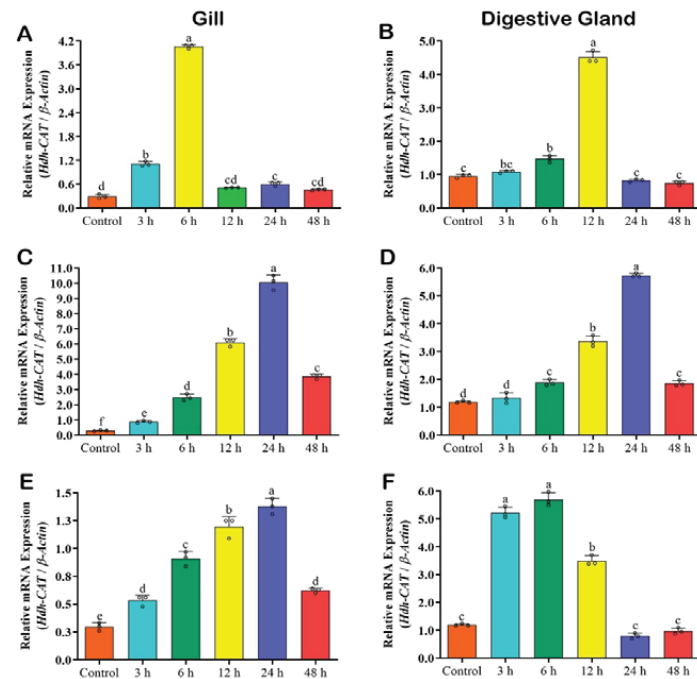 Gill
Digestive Gland
A
Relative mRNA Expression
(Hdh-CAT / β-Actin)
4.2
3.0
2.4
1.8
1.2
0.6
0.0
d
b
a
cd
c
cd
Control
3 h
6 h
12 h
24 h
48 h
B
Relative mRNA Expression
(Hdh-CAT / β-Actin)
5.0
4.0
3.0
2.0
1.0
0.0
c
bc
b
a
c
c
Control
3 h
6 h
12 h
24 h
48 h
C
Relative mRNA Expression
(Hdh-CAT / β-Actin)
11.0
10.0
9.0
8.0
7.0
6.0
5.0
4.0
3.0
2.0
1.0
0.0
f
e
d
b
a
c
Control
3 h
6 h
12 h
24 h
48 h
D
Relative mRNA Expression
(Hdh-CAT / β-Actin)
6.0
5.0
4.0
3.0
2.0
1.0
0.0
d
d
c
b
a
c
Control
3 h
6 h
12 h
24 h
48 h
E
Relative mRNA Expression
(Hdh-CAT / β-Actin)
1.5
1.3
1.0
0.8
0.5
0.3
0.0
e
d
c
b
a
d
Control
3 h
6 h
12 h
24 h
48 h
F
Relative mRNA Expression
(Hdh-CAT / β-Actin)
5.0
4.0
3.0
2.0
1.0
0.0
c
a
a
b
c
c
Control
3 h
6 h
12 h
24 h
48 h